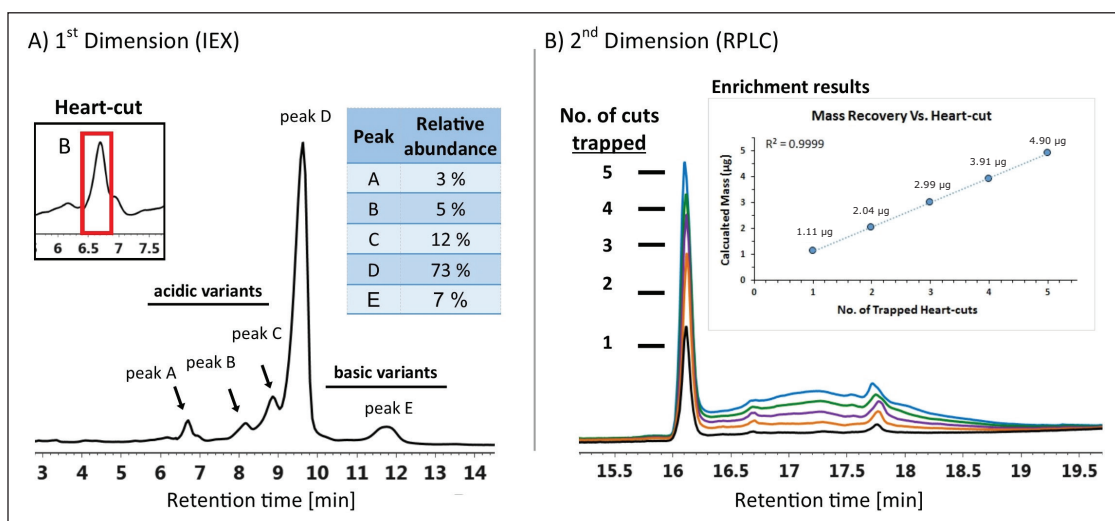 A) 1st Dimension (IEX)
Heart-cut
B
6 6.5 7 7.5
peak D
Peak Relative abundance
A 3 %
B 5 %
C 12 %
D 73 %
E 7 %
acidic variants
peak C
peak B
peak A
basic variants
peak E
3 4 5 6 7 8 9 10 11 12 13 14
Retention time [min]
B) 2nd Dimension (RPLC)
Enrichment results
No. of cuts
trapped
5
4
3
2
1
Mass Recovery Vs. Heart-cut
R² = 0.9999
Calcualted Mass (µg)
5
4
3
2
1
0
1.11 µg
2.04 µg
2.99 µg
3.91 µg
4.90 µg
0 1 2 3 4 5
No. of Trapped Heart-cuts
15.5 16 16.5 17 17.5 18 18.5 19 19.5
Retention time [min]